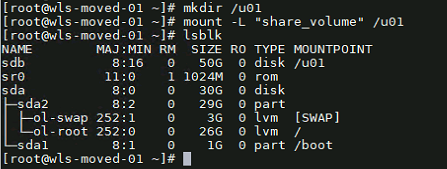 [root@wls-moved-01 ~]# mkdir /u01
[root@wls-moved-01 ~]# mount -L "share_volume" /u01
[root@wls-moved-01 ~]# lsblk
NAME        MAJ:MIN RM  SIZE RO TYPE MOUNTPOINT
sdb           8:16   0   50G  0 disk /u01
sr0          11:0    1 1024M  0 rom
sda           8:0    0   30G  0 disk
├─sda2        8:2    0   29G  0 part
│ ├─ol-swap 252:1    0    3G  0 lvm  [SWAP]
│ └─ol-root 252:0    0   26G  0 lvm  /
└─sda1        8:1    0    1G  0 part /boot
[root@wls-moved-01 ~]#